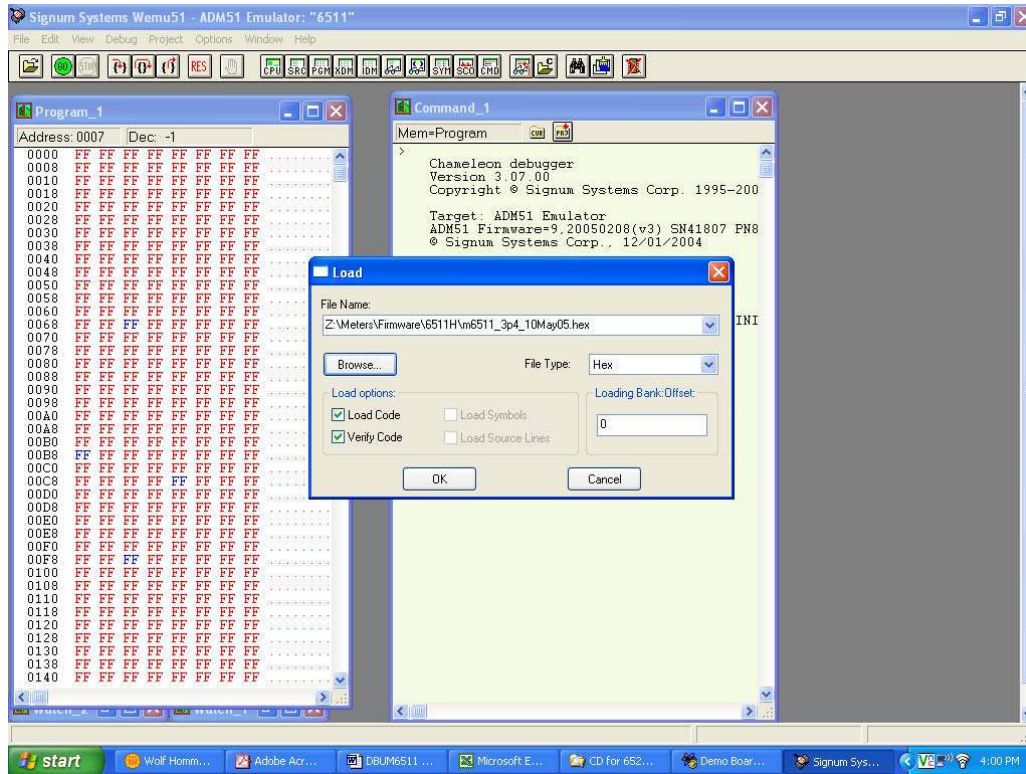 Signum Systems Wemu51 - ADM51 Emulator: "6511"
File Edit View Debug Project Options Window Help
GO STOP RES CPU SRC PGM XDM IDM SYM SCO CMD
Program_1
Address: 0007 Dec: -1
0000 FF FF FF FF FF FF FF FF ........
0008 FF FF FF FF FF FF FF FF ........
0010 FF FF FF FF FF FF FF FF ........
0018 FF FF FF FF FF FF FF FF ........
0020 FF FF FF FF FF FF FF FF ........
0028 FF FF FF FF FF FF FF FF ........
0030 FF FF FF FF FF FF FF FF ........
0038 FF FF FF FF FF FF FF FF ........
0040 FF FF FF FF FF FF FF FF ........
0048 FF FF FF FF FF FF FF FF ........
0050 FF FF FF FF FF FF FF FF ........
0058 FF FF FF FF FF FF FF FF ........
0060 FF FF FF FF FF FF FF FF ........
0068 FF FF FF FF FF FF FF FF ........
0070 FF FF FF FF FF FF FF FF ........
0078 FF FF FF FF FF FF FF FF ........
0080 FF FF FF FF FF FF FF FF ........
0088 FF FF FF FF FF FF FF FF ........
0090 FF FF FF FF FF FF FF FF ........
0098 FF FF FF FF FF FF FF FF ........
00A0 FF FF FF FF FF FF FF FF ........
00A8 FF FF FF FF FF FF FF FF ........
00B0 FF FF FF FF FF FF FF FF ........
00B8 FF FF FF FF FF FF FF FF ........
00C0 FF FF FF FF FF FF FF FF ........
00C8 FF FF FF FF FF FF FF FF ........
00D0 FF FF FF FF FF FF FF FF ........
00D8 FF FF FF FF FF FF FF FF ........
00E0 FF FF FF FF FF FF FF FF ........
00E8 FF FF FF FF FF FF FF FF ........
00F0 FF FF FF FF FF FF FF FF ........
00F8 FF FF FF FF FF FF FF FF ........
0100 FF FF FF FF FF FF FF FF ........
0108 FF FF FF FF FF FF FF FF ........
0110 FF FF FF FF FF FF FF FF ........
0118 FF FF FF FF FF FF FF FF ........
0120 FF FF FF FF FF FF FF FF ........
0128 FF FF FF FF FF FF FF FF ........
0130 FF FF FF FF FF FF FF FF ........
0138 FF FF FF FF FF FF FF FF ........
0140 FF FF FF FF FF FF FF FF ........
Command_1
Mem=Program CUR PRJ
>
Chameleon debugger
Version 3.07.00
Copyright © Signum Systems Corp. 1995-200
Target: ADM51 Emulator
ADM51 Firmware=9,20050208(v3) SN41807 PN8
© Signum Systems Corp., 12/01/2004
INI
Load
File Name:
Z:\Meters\Firmware\6511H\m6511_3p4_10May05.hex
Browse... File Type: Hex
Load options: Loading Bank:Offset:
Load Code Load Symbols 0
Verify Code Load Source Lines
OK Cancel
Watch_2 Watch_1
start Wolf Homm... Adobe Acr... DBUM6511 ... Microsoft E... CD for 652... Demo Boar... Signum Sys... 4:00 PM